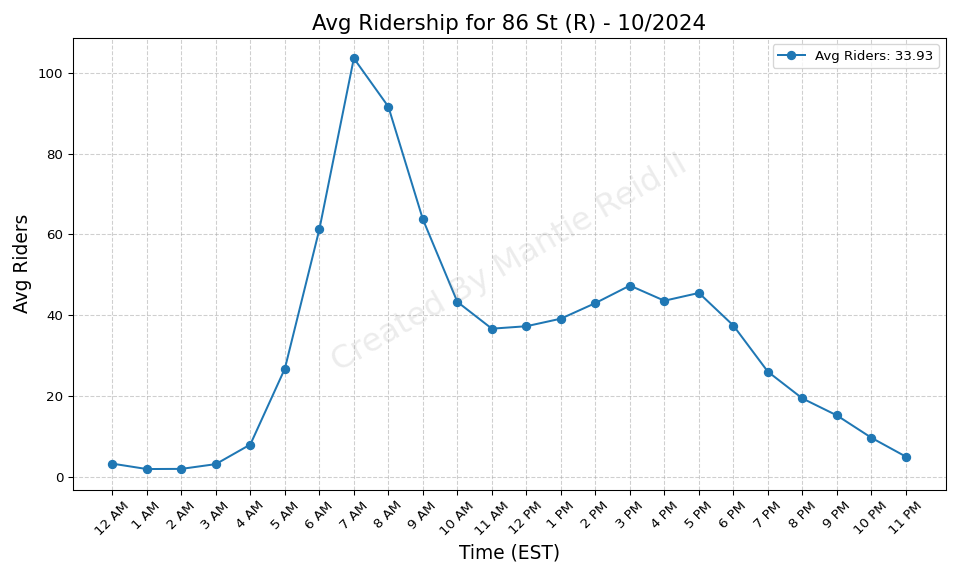 Avg Ridership for 86 St (R) - 10/2024
Avg Riders: 33.93
100
80
60
40
20
0
Avg Riders
Created By Mantie Reid II
12 AM
1 AM
2 AM
3 AM
4 AM
5 AM
6 AM
7 AM
8 AM
9 AM
10 AM
11 AM
12 PM
1 PM
2 PM
3 PM
4 PM
5 PM
6 PM
7 PM
8 PM
9 PM
10 PM
11 PM
Time (EST)